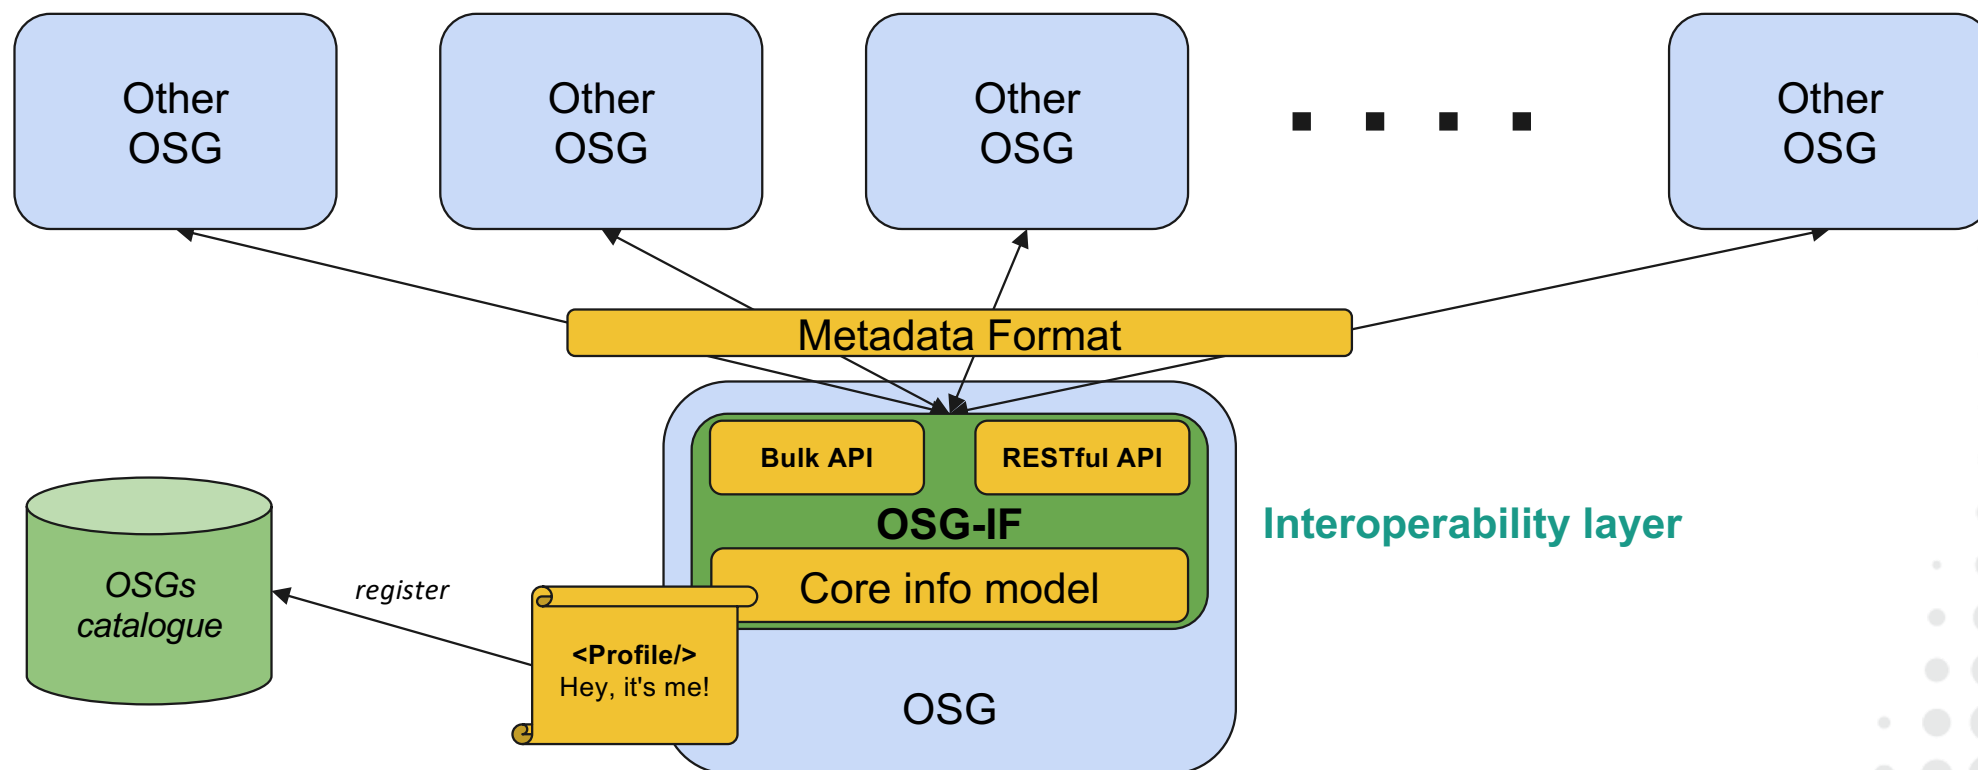 Other
OSG
Other
OSG
Other
OSG
Other
OSG
Metadata Format
Bulk API
RESTful API
OSG-IF
Interoperability layer
Core info model
OSGs
catalogue
register
<Profile/>
Hey, it's me!
OSG